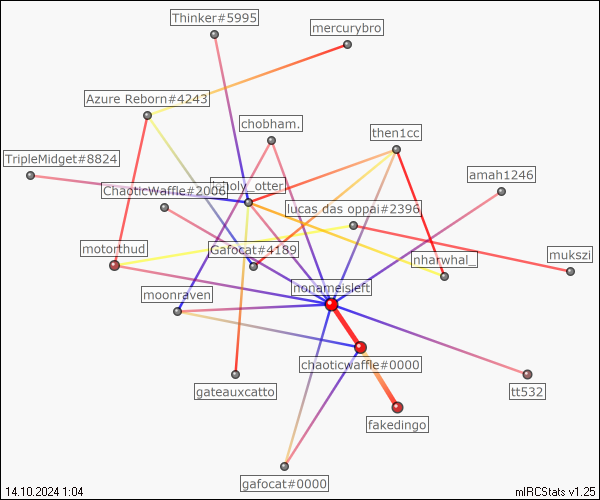 Thinker#5995
mercurybro
Azure Reborn#4243
chobham.
then1cc
TripleMidget#8824
amah1246
ChaoticWaffle#2006
_otter_
lucas das oppai#2396
motorthud
Gafocat#4189
nharwhal_
mukszi
nonameisleft
moonraven
chaoticwaffle#0000
gateauxcatto
tt532
fakedingo
gafocat#0000
14.10.2024 1:04
mIRCStats v1.25